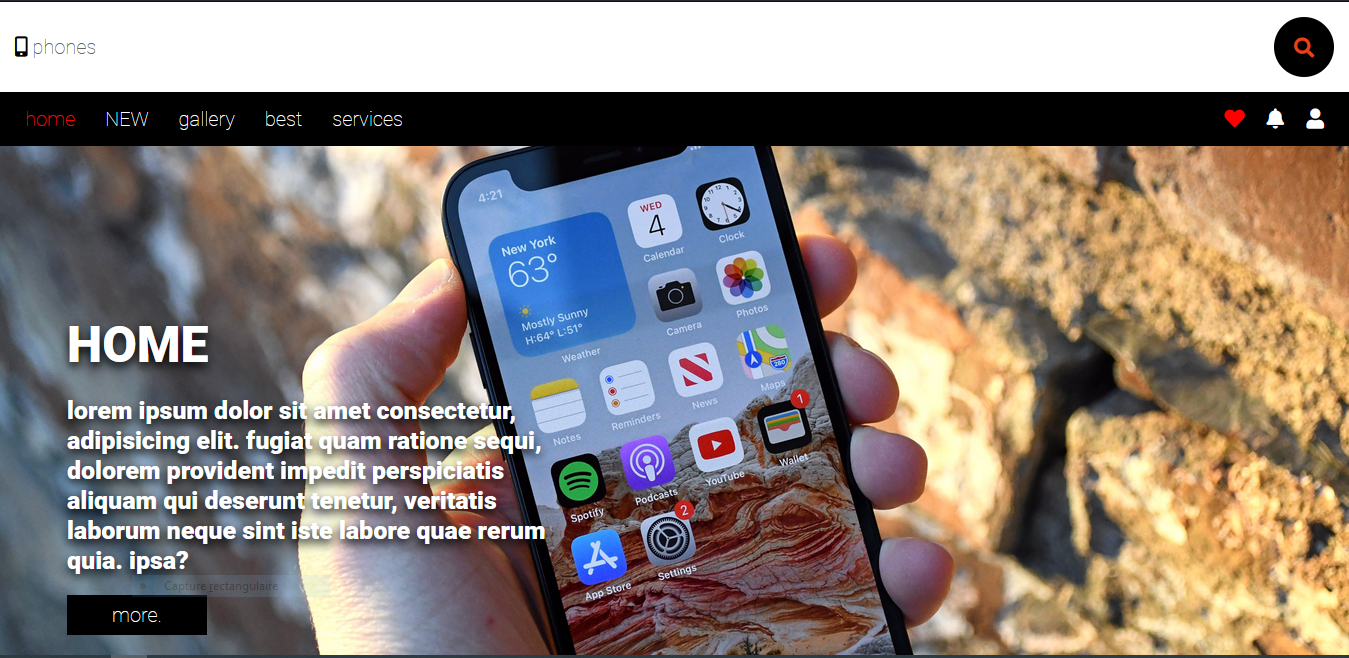 phones
home NEW gallery best services
4:21
New York
63°
Mostly Sunny
H:64° L:51°
Weather
WED
4
Calendar
Clock
Camera
Photos
Notes
Reminders
News
280
Maps
Spotify
Podcasts
YouTube
1
Wallet
App Store
2
Settings
HOME
lorem ipsum dolor sit amet consectetur,
adipisicing elit. fugiat quam ratione sequi,
dolorem provident impedit perspiciatis
aliquam qui deserunt tenetur, veritatis
laborum neque sint iste labore quae rerum
quia. ipsa?
Capture rectangulaire
more.